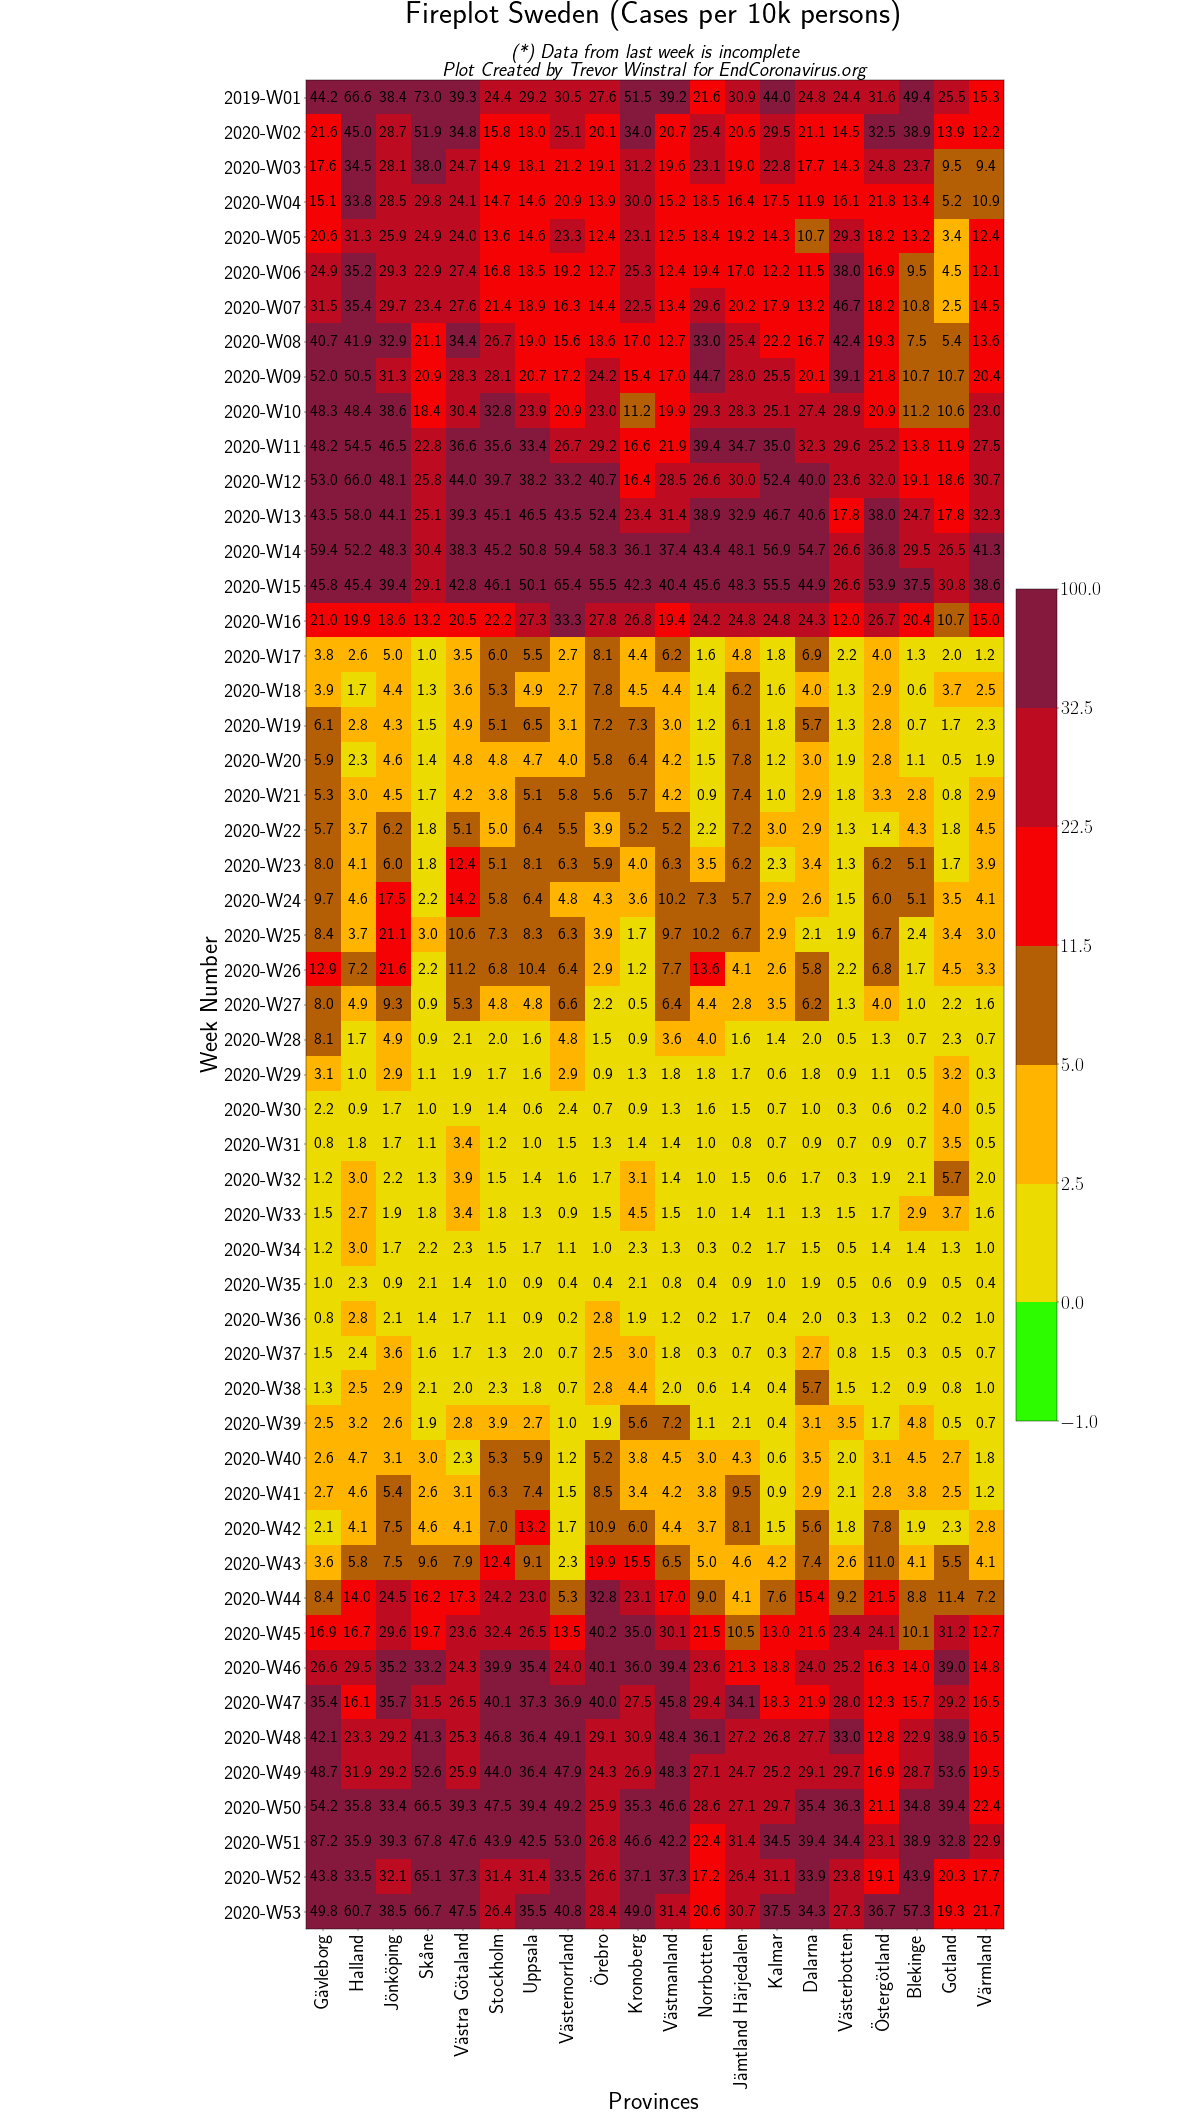 Fireplot Sweden (Cases per 10k persons)
(*) Data from last week is incomplete
Plot Created by Trevor Winstral for EndCoronavirus.org
2019-W01 44.2 66.6 38.4 73.0 39.3 24.4 29.2 30.5 27.6 51.5 39.2 21.6 30.9 44.0 24.8 24.4 31.6 49.4 25.5 15.3
2020-W02 21.6 45.0 28.7 51.9 34.8 15.8 18.0 25.1 20.1 34.0 20.7 25.4 20.6 29.5 21.1 14.5 32.5 38.9 13.9 12.2
2020-W03 17.6 34.5 28.1 38.0 24.7 14.9 18.1 21.2 19.1 31.2 19.6 23.1 19.0 22.8 17.7 14.3 24.8 23.7 9.5 9.4
2020-W04 15.1 33.8 28.5 29.8 24.1 14.7 14.6 20.9 13.9 30.0 15.2 18.5 16.4 17.5 11.9 16.1 21.8 13.4 5.2 10.9
2020-W05 20.6 31.3 25.9 24.9 24.0 13.6 14.6 23.3 12.4 23.1 12.5 18.4 19.2 14.3 10.7 29.3 18.2 13.2 3.4 12.4
2020-W06 24.9 35.2 29.3 22.9 27.4 16.8 18.5 19.2 12.7 25.3 12.4 19.4 17.0 12.2 11.5 38.0 16.9 9.5 4.5 12.1
2020-W07 31.5 35.4 29.7 23.4 27.6 21.4 18.9 16.3 14.4 22.5 13.4 29.6 20.2 17.9 13.2 46.7 18.2 10.8 2.5 14.5
2020-W08 40.7 41.9 32.9 21.1 34.4 26.7 19.0 15.6 18.6 17.0 12.7 33.0 25.4 22.2 16.7 42.4 19.3 7.5 5.4 13.6
2020-W09 52.0 50.5 31.3 20.9 28.3 28.1 20.7 17.2 24.2 15.4 17.0 44.7 28.0 25.5 20.1 39.1 21.8 10.7 10.7 20.4
2020-W10 48.3 48.4 38.6 18.4 30.4 32.8 23.9 20.9 23.0 11.2 19.9 29.3 28.3 25.1 27.4 28.9 20.9 11.2 10.6 23.0
2020-W11 48.2 54.5 46.5 22.8 36.6 35.6 33.4 26.7 29.2 16.6 21.9 39.4 34.7 35.0 32.3 29.6 25.2 13.8 11.9 27.5
2020-W12 53.0 66.0 48.1 25.8 44.0 39.7 38.2 33.2 40.7 16.4 28.5 26.6 30.0 52.4 40.0 23.6 32.0 19.1 18.6 30.7
2020-W13 43.5 58.0 44.1 25.1 39.3 45.1 46.5 43.5 52.4 23.4 31.4 38.9 32.9 46.7 40.6 17.8 38.0 24.7 17.8 32.3
2020-W14 59.4 52.2 48.3 30.4 38.3 45.2 50.8 59.4 58.3 36.1 37.4 43.4 48.1 56.9 54.7 26.6 36.8 29.5 26.5 41.3
2020-W15 45.8 45.4 39.4 29.1 42.8 46.1 50.1 65.4 55.5 42.3 40.4 45.6 48.3 55.5 44.9 26.6 53.9 37.5 30.8 38.6
2020-W16 21.0 19.9 18.6 13.2 20.5 22.2 27.3 33.3 27.8 26.8 19.4 24.2 24.8 24.8 24.3 12.0 26.7 20.4 10.7 15.0
2020-W17 3.8 2.6 5.0 1.0 3.5 6.0 5.5 2.7 8.1 4.4 6.2 1.6 4.8 1.8 6.9 2.2 4.0 1.3 2.0 1.2
2020-W18 3.9 1.7 4.4 1.3 3.6 5.3 4.9 2.7 7.8 4.5 4.4 1.4 6.2 1.6 4.0 1.3 2.9 0.6 3.7 2.5
2020-W19 6.1 2.8 4.3 1.5 4.9 5.1 6.5 3.1 7.2 7.3 3.0 1.2 6.1 1.8 5.7 1.3 2.8 0.7 1.7 2.3
2020-W20 5.9 2.3 4.6 1.4 4.8 4.8 4.7 4.0 5.8 6.4 4.2 1.5 7.8 1.2 3.0 1.9 2.8 1.1 0.5 1.9
2020-W21 5.3 3.0 4.5 1.7 4.2 3.8 5.1 5.8 5.6 5.7 4.2 0.9 7.4 1.0 2.9 1.8 3.3 2.8 0.8 2.9
2020-W22 5.7 3.7 6.2 1.8 5.1 5.0 6.4 5.5 3.9 5.2 5.2 2.2 7.2 3.0 2.9 1.3 1.4 4.3 1.8 4.5
2020-W23 8.0 4.1 6.0 1.8 12.4 5.1 8.1 6.3 5.9 4.0 6.3 3.5 6.2 2.3 3.4 1.3 6.2 5.1 1.7 3.9
2020-W24 9.7 4.6 17.5 2.2 14.2 5.8 6.4 4.8 4.3 3.6 10.2 7.3 5.7 2.9 2.6 1.5 6.0 5.1 3.5 4.1
2020-W25 8.4 3.7 21.1 3.0 10.6 7.3 8.3 6.3 3.9 1.7 9.7 10.2 6.7 2.9 2.1 1.9 6.7 2.4 3.4 3.0
2020-W26 12.9 7.2 21.6 2.2 11.2 6.8 10.4 6.4 2.9 1.2 7.7 13.6 4.1 2.6 5.8 2.2 6.8 1.7 4.5 3.3
2020-W27 8.0 4.9 9.3 0.9 5.3 4.8 4.8 6.6 2.2 0.5 6.4 4.4 2.8 3.5 6.2 1.3 4.0 1.0 2.2 1.6
2020-W28 8.1 1.7 4.9 0.9 2.1 2.0 1.6 4.8 1.5 0.9 3.6 4.0 1.6 1.4 2.0 0.5 1.3 0.7 2.3 0.7
2020-W29 3.1 1.0 2.9 1.1 1.9 1.7 1.6 2.9 0.9 1.3 1.8 1.8 1.7 0.6 1.8 0.9 1.1 0.5 3.2 0.3
2020-W30 2.2 0.9 1.7 1.0 1.9 1.4 0.6 2.4 0.7 0.9 1.3 1.6 1.5 0.7 1.0 0.3 0.6 0.2 4.0 0.5
2020-W31 0.8 1.8 1.7 1.1 3.4 1.2 1.0 1.5 1.3 1.4 1.4 1.0 0.8 0.7 0.9 0.7 0.9 0.7 3.5 0.5
2020-W32 1.2 3.0 2.2 1.3 3.9 1.5 1.4 1.6 1.7 3.1 1.4 1.0 1.5 0.6 1.7 0.3 1.9 2.1 5.7 2.0
2020-W33 1.5 2.7 1.9 1.8 3.4 1.8 1.3 0.9 1.5 4.5 1.5 1.0 1.4 1.1 1.3 1.5 1.7 2.9 3.7 1.6
2020-W34 1.2 3.0 1.7 2.2 2.3 1.5 1.7 1.1 1.0 2.3 1.3 0.3 0.2 1.7 1.5 0.5 1.4 1.4 1.3 1.0
2020-W35 1.0 2.3 0.9 2.1 1.4 1.0 0.9 0.4 0.4 2.1 0.8 0.4 0.9 1.0 1.9 0.5 0.6 0.9 0.5 0.4
2020-W36 0.8 2.8 2.1 1.4 1.7 1.1 0.9 0.2 2.8 1.9 1.2 0.2 1.7 0.4 2.0 0.3 1.3 0.2 0.2 1.0
2020-W37 1.5 2.4 3.6 1.6 1.7 1.3 2.0 0.7 2.5 3.0 1.8 0.3 0.7 0.3 2.7 0.8 1.5 0.3 0.5 0.7
2020-W38 1.3 2.5 2.9 2.1 2.0 2.3 1.8 0.7 2.8 4.4 2.0 0.6 1.4 0.4 5.7 1.5 1.2 0.9 0.8 1.0
2020-W39 2.5 3.2 2.6 1.9 2.8 3.9 2.7 1.0 1.9 5.6 7.2 1.1 2.1 0.4 3.1 3.5 1.7 4.8 0.5 0.7
2020-W40 2.6 4.7 3.1 3.0 2.3 5.3 5.9 1.2 5.2 3.8 4.5 3.0 4.3 0.6 3.5 2.0 3.1 4.5 2.7 1.8
2020-W41 2.7 4.6 5.4 2.6 3.1 6.3 7.4 1.5 8.5 3.4 4.2 3.8 9.5 0.9 2.9 2.1 2.8 3.8 2.5 1.2
2020-W42 2.1 4.1 7.5 4.6 4.1 7.0 13.2 1.7 10.9 6.0 4.4 3.7 8.1 1.5 5.6 1.8 7.8 1.9 2.3 2.8
2020-W43 3.6 5.8 7.5 9.6 7.9 12.4 9.1 2.3 19.9 15.5 6.5 5.0 4.6 4.2 7.4 2.6 11.0 4.1 5.5 4.1
2020-W44 8.4 14.0 24.5 16.2 17.3 24.2 23.0 5.3 32.8 23.1 17.0 9.0 4.1 7.6 15.4 9.2 21.5 8.8 11.4 7.2
2020-W45 16.9 16.7 29.6 19.7 23.6 32.4 26.5 13.5 40.2 35.0 30.1 21.5 10.5 13.0 21.6 23.4 24.1 10.1 31.2 12.7
2020-W46 26.6 29.5 35.2 33.2 24.3 39.9 35.4 24.0 40.1 36.0 39.4 23.6 21.3 18.8 24.0 25.2 16.3 14.0 39.0 14.8
2020-W47 35.4 16.1 35.7 31.5 26.5 40.1 37.3 36.9 40.0 27.5 45.8 29.4 34.1 18.3 21.9 28.0 12.3 15.7 29.2 16.5
2020-W48 42.1 23.3 29.2 41.3 25.3 46.8 36.4 49.1 29.1 30.9 48.4 36.1 27.2 26.8 27.7 33.0 12.8 22.9 38.9 16.5
2020-W49 48.7 31.9 29.2 52.6 25.9 44.0 36.4 47.9 24.3 26.9 48.3 27.1 24.7 25.2 29.1 29.7 16.9 28.7 53.6 19.5
2020-W50 54.2 35.8 33.4 66.5 39.3 47.5 39.4 49.2 25.9 35.3 46.6 28.6 27.1 29.7 35.4 36.3 21.1 34.8 39.4 22.4
2020-W51 87.2 35.9 39.3 67.8 47.6 43.9 42.5 53.0 26.8 46.6 42.2 22.4 31.4 34.5 39.4 34.4 23.1 38.9 32.8 22.9
2020-W52 43.8 33.5 32.1 65.1 37.3 31.4 31.4 33.5 26.6 37.1 37.3 17.2 26.4 31.1 33.9 23.8 19.1 43.9 20.3 17.7
2020-W53 49.8 60.7 38.5 66.7 47.5 26.4 35.5 40.8 28.4 49.0 31.4 20.6 30.7 37.5 34.3 27.3 36.7 57.3 19.3 21.7
Week Number
Gävleborg
Halland
Jönköping
Skåne
Västra Götaland
Stockholm
Uppsala
Västernorrland
Örebro
Kronoberg
Västmanland
Norrbotten
Jämtland Härjedalen
Kalmar
Dalarna
Västerbotten
Östergötland
Blekinge
Gotland
Värmland
Provinces
100.0
32.5
22.5
11.5
5.0
2.5
0.0
−1.0